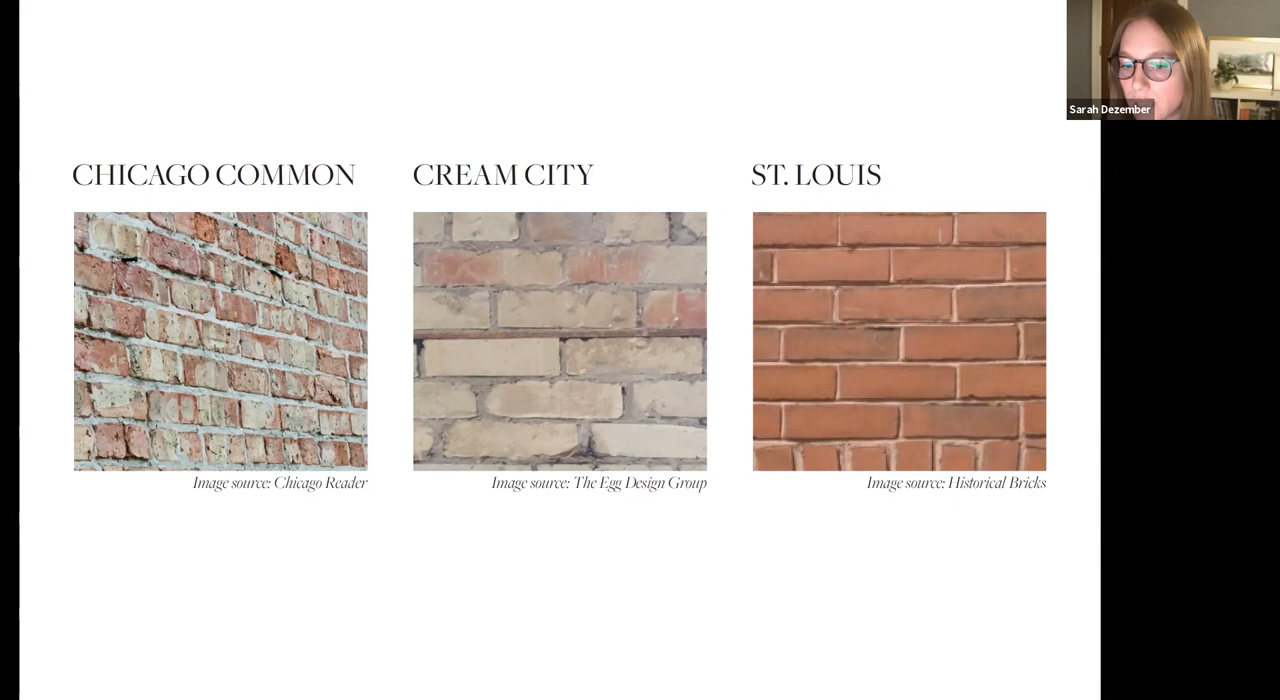 Sarah Dezember
CHICAGO COMMON
CREAM CITY
ST. LOUIS
Image source: Chicago Reader
Image source: The Egg Design Group
Image source: Historical Bricks